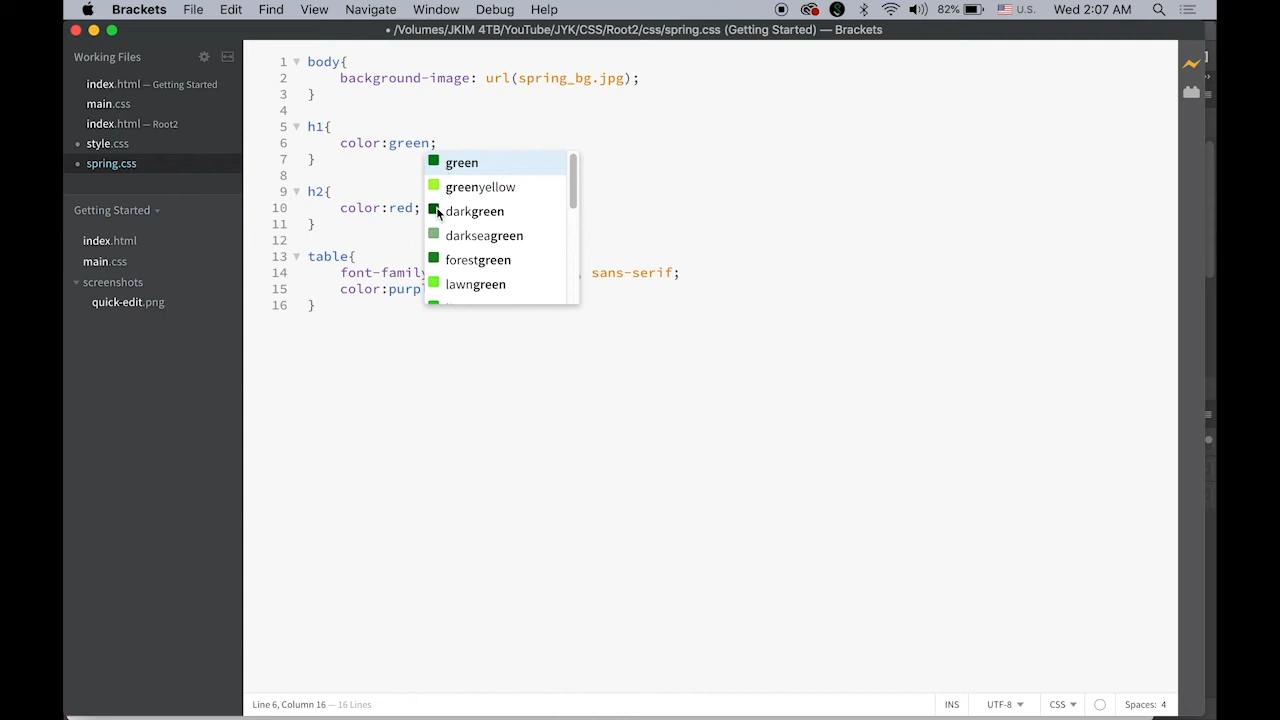 Brackets File Edit Find View Navigate Window Debug Help 82% U.S. Wed 2:07 AM
• /Volumes/JKIM 4TB/YouTube/JYK/CSS/Root2/css/spring.css (Getting Started) — Brackets
Working Files
index.html — Getting Started
main.css
index.html — Root2
• style.css
• spring.css
Getting Started
index.html
main.css
screenshots
quick-edit.png
1 body{
2 background-image: url(spring_bg.jpg);
3 }
4
5 h1{
6 color:green;
7 }
8
9 h2{
10 color:red;
11 }
12
13 table{
14 font-family , sans-serif;
15 color:purpl
16 }
green
greenyellow
darkgreen
darkseagreen
forestgreen
lawngreen
Line 6, Column 16 — 16 Lines
INS UTF-8 CSS Spaces: 4